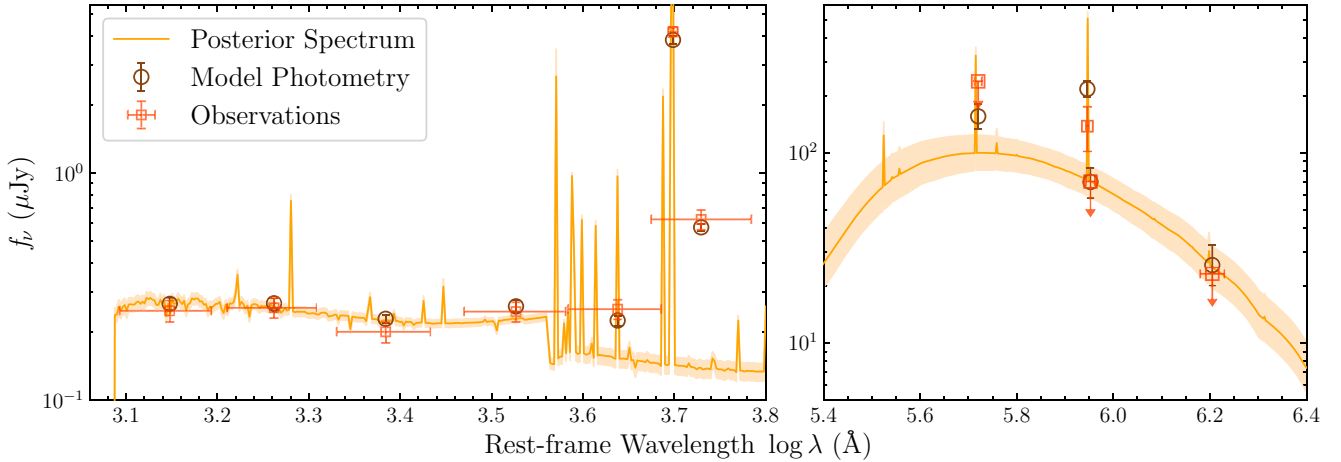 Posterior Spectrum
Model Photometry
Observations
f_ν (μJy)
10^0
10^{-1}
3.1 3.2 3.3 3.4 3.5 3.6 3.7 3.8
10^2
10^1
5.4 5.6 5.8 6.0 6.2 6.4
Rest-frame Wavelength log λ (Å)